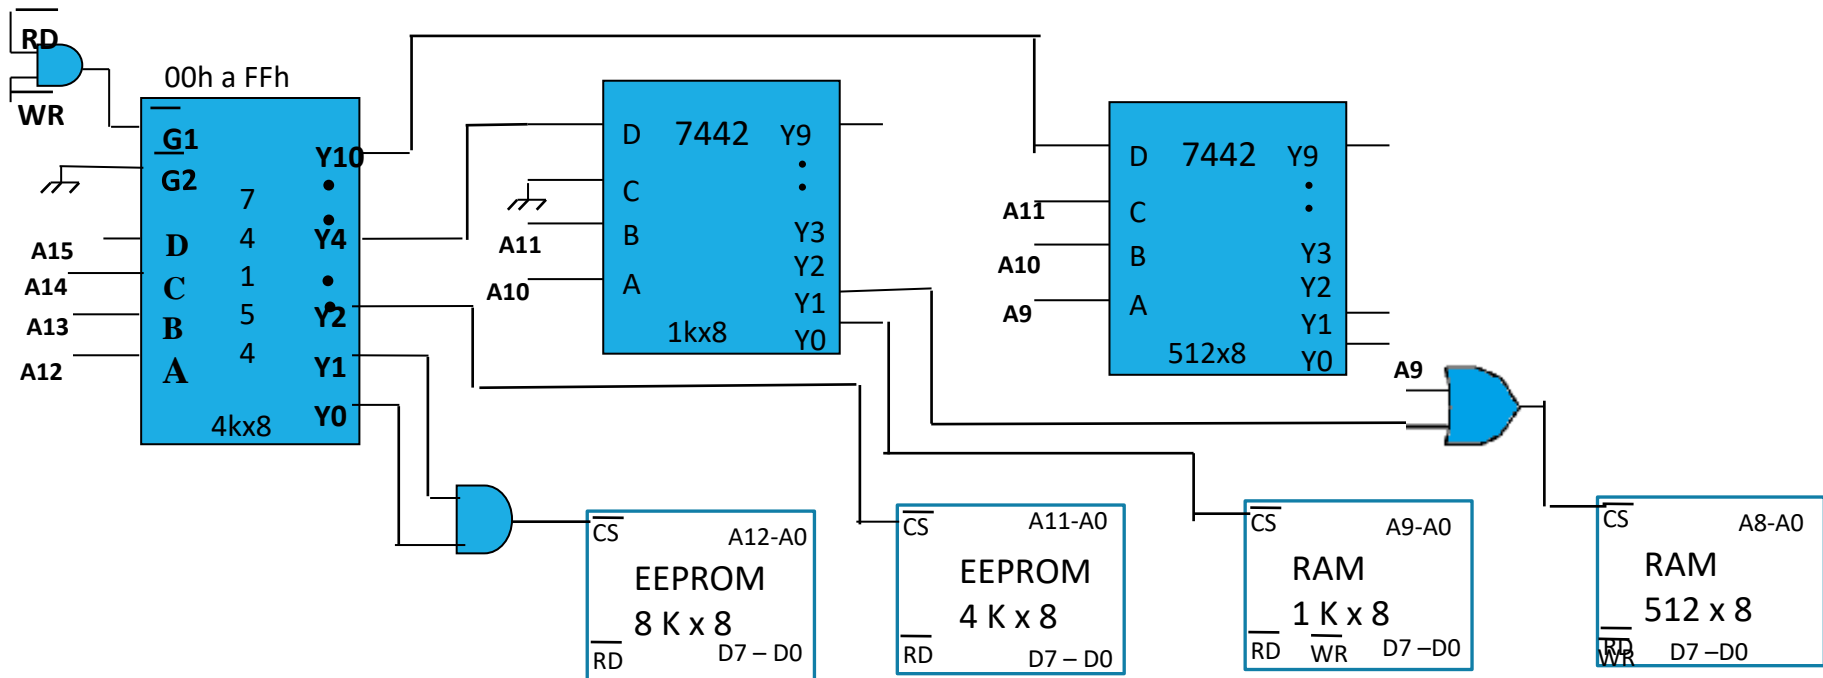 RD
WR
00h a FFh
G1
G2
7
4
1
5
4
D
C
B
A
Y10
Y4
Y2
Y1
Y0
4kx8
A15
A14
A13
A12
D 7442 Y9
C
B Y3
Y2
A
Y1
1kx8 Y0
A11
A10
D 7442 Y9
C
B Y3
Y2
A
Y1
512x8 Y0
A11
A10
A9
A9
CS A12-A0
EEPROM
8 K x 8
RD D7 – D0
CS A11-A0
EEPROM
4 K x 8
RD D7 – D0
CS A9-A0
RAM
1 K x 8
RD WR D7 –D0
CS A8-A0
RAM
512 x 8
RD
WR D7 –D0